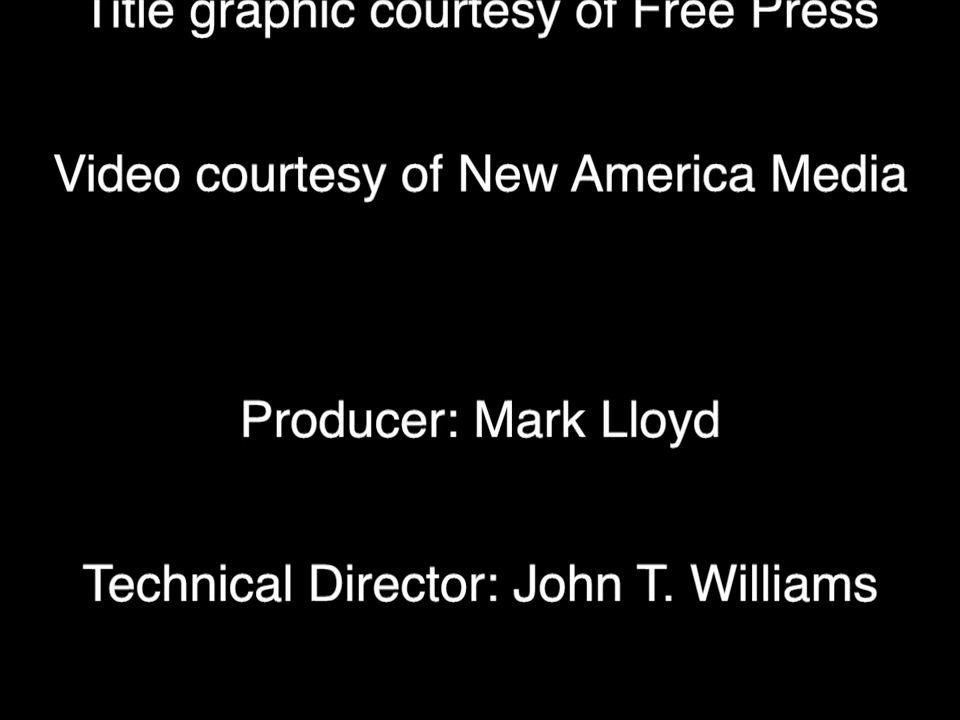 Title graphic courtesy of Free Press
Video courtesy of New America Media
Producer: Mark Lloyd
Technical Director: John T. Williams